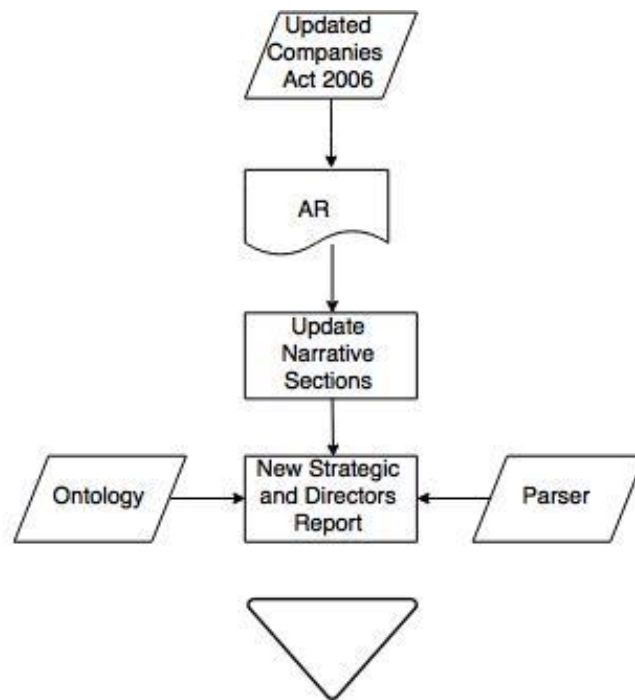 Updated
Companies
Act 2006
AR
Update
Narrative
Sections
Ontology
New Strategic
and Directors
Report
Parser